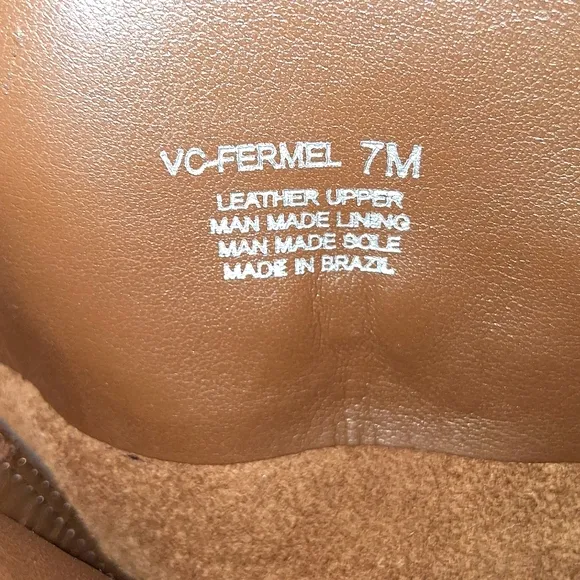 VC-FERMEL 7M
LEATHER UPPER
MAN MADE LINING
MAN MADE SOLE
MADE IN BRAZIL